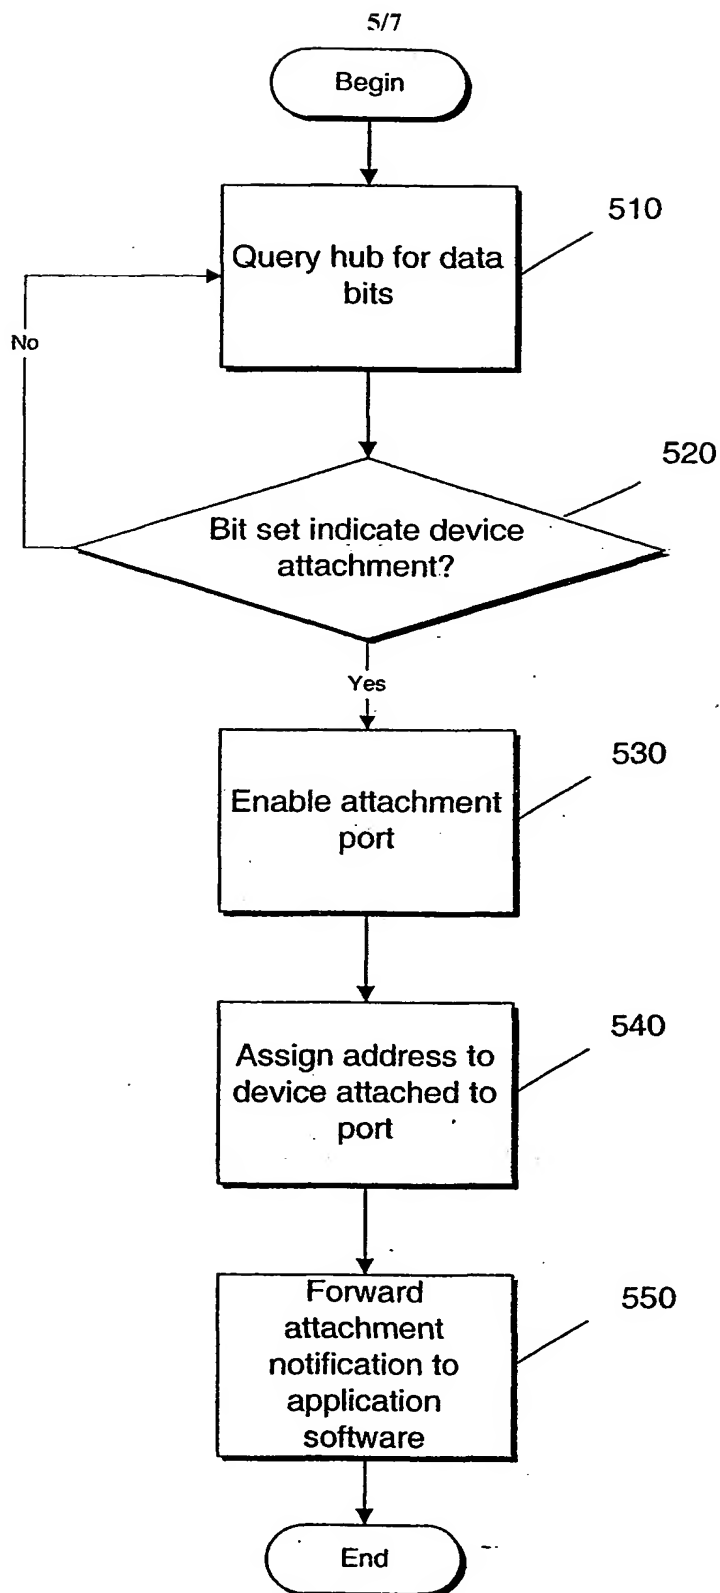 5/7
Begin
510
Query hub for data
bits
No
520
Bit set indicate device
attachment?
Yes
530
Enable attachment
port
540
Assign address to
device attached to
port
550
Forward
attachment
notification to
application
software
End